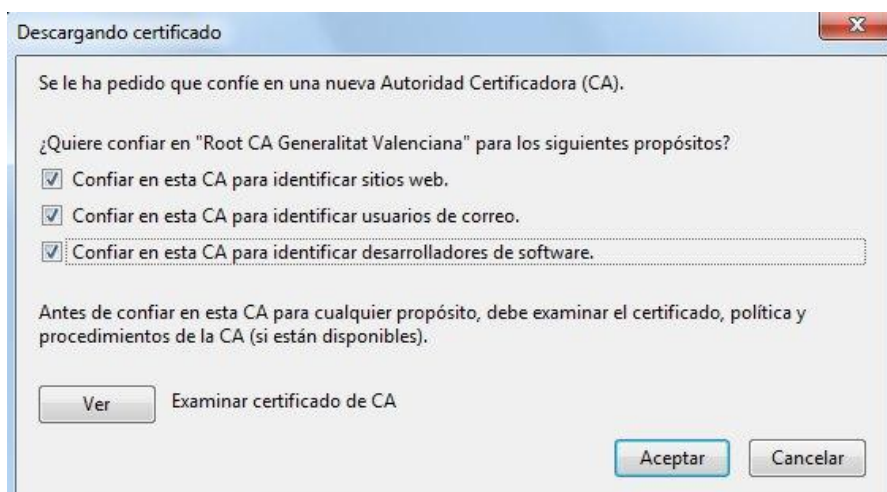 Descargando certificado
Se le ha pedido que confíe en una nueva Autoridad Certificadora (CA).
¿Quiere confiar en "Root CA Generalitat Valenciana" para los siguientes propósitos?
Confiar en esta CA para identificar sitios web.
Confiar en esta CA para identificar usuarios de correo.
Confiar en esta CA para identificar desarrolladores de software.
Antes de confiar en esta CA para cualquier propósito, debe examinar el certificado, política y
procedimientos de la CA (si están disponibles).
Ver Examinar certificado de CA
Aceptar Cancelar